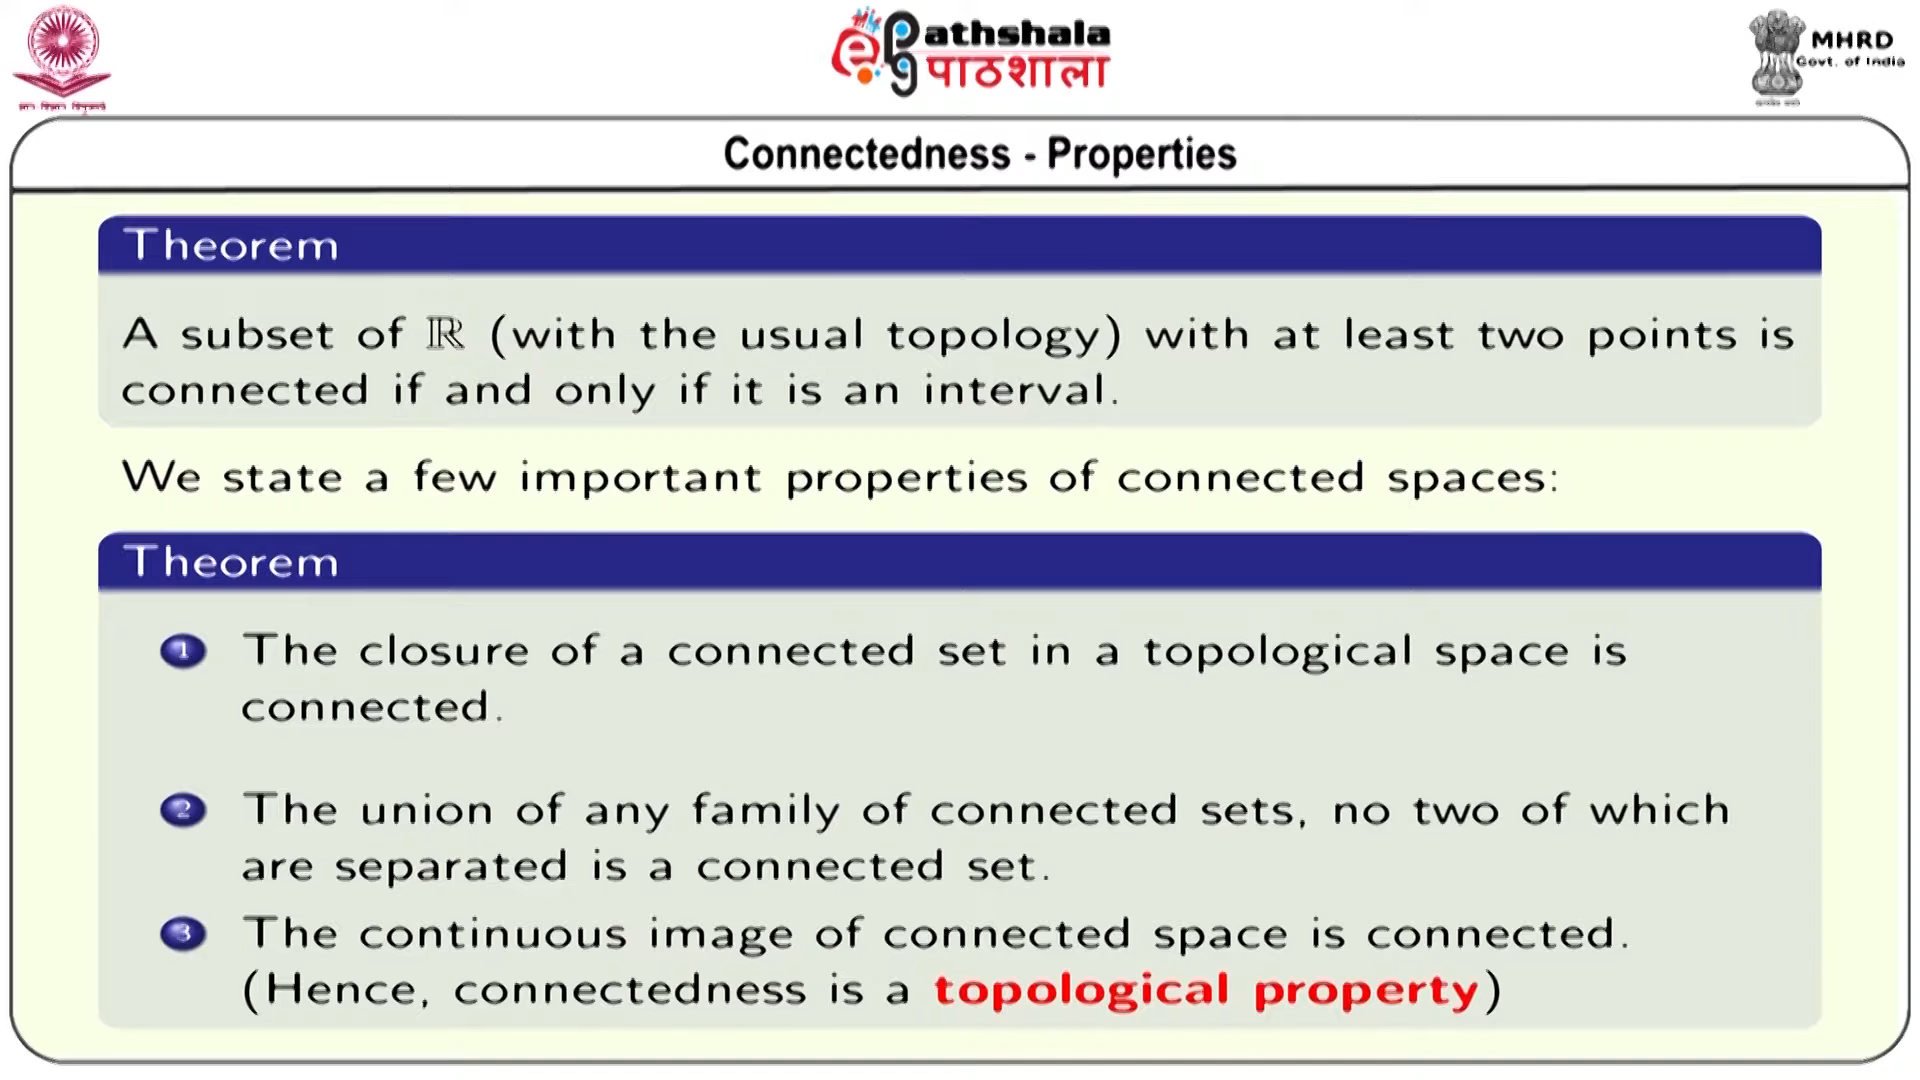 athshala
पाठशाला
MHRD
Govt. of India
Connectedness - Properties
Theorem
A subset of ℝ (with the usual topology) with at least two points is
connected if and only if it is an interval.
We state a few important properties of connected spaces:
Theorem
1 The closure of a connected set in a topological space is
connected.
2 The union of any family of connected sets, no two of which
are separated is a connected set.
3 The continuous image of connected space is connected.
(Hence, connectedness is a topological property)